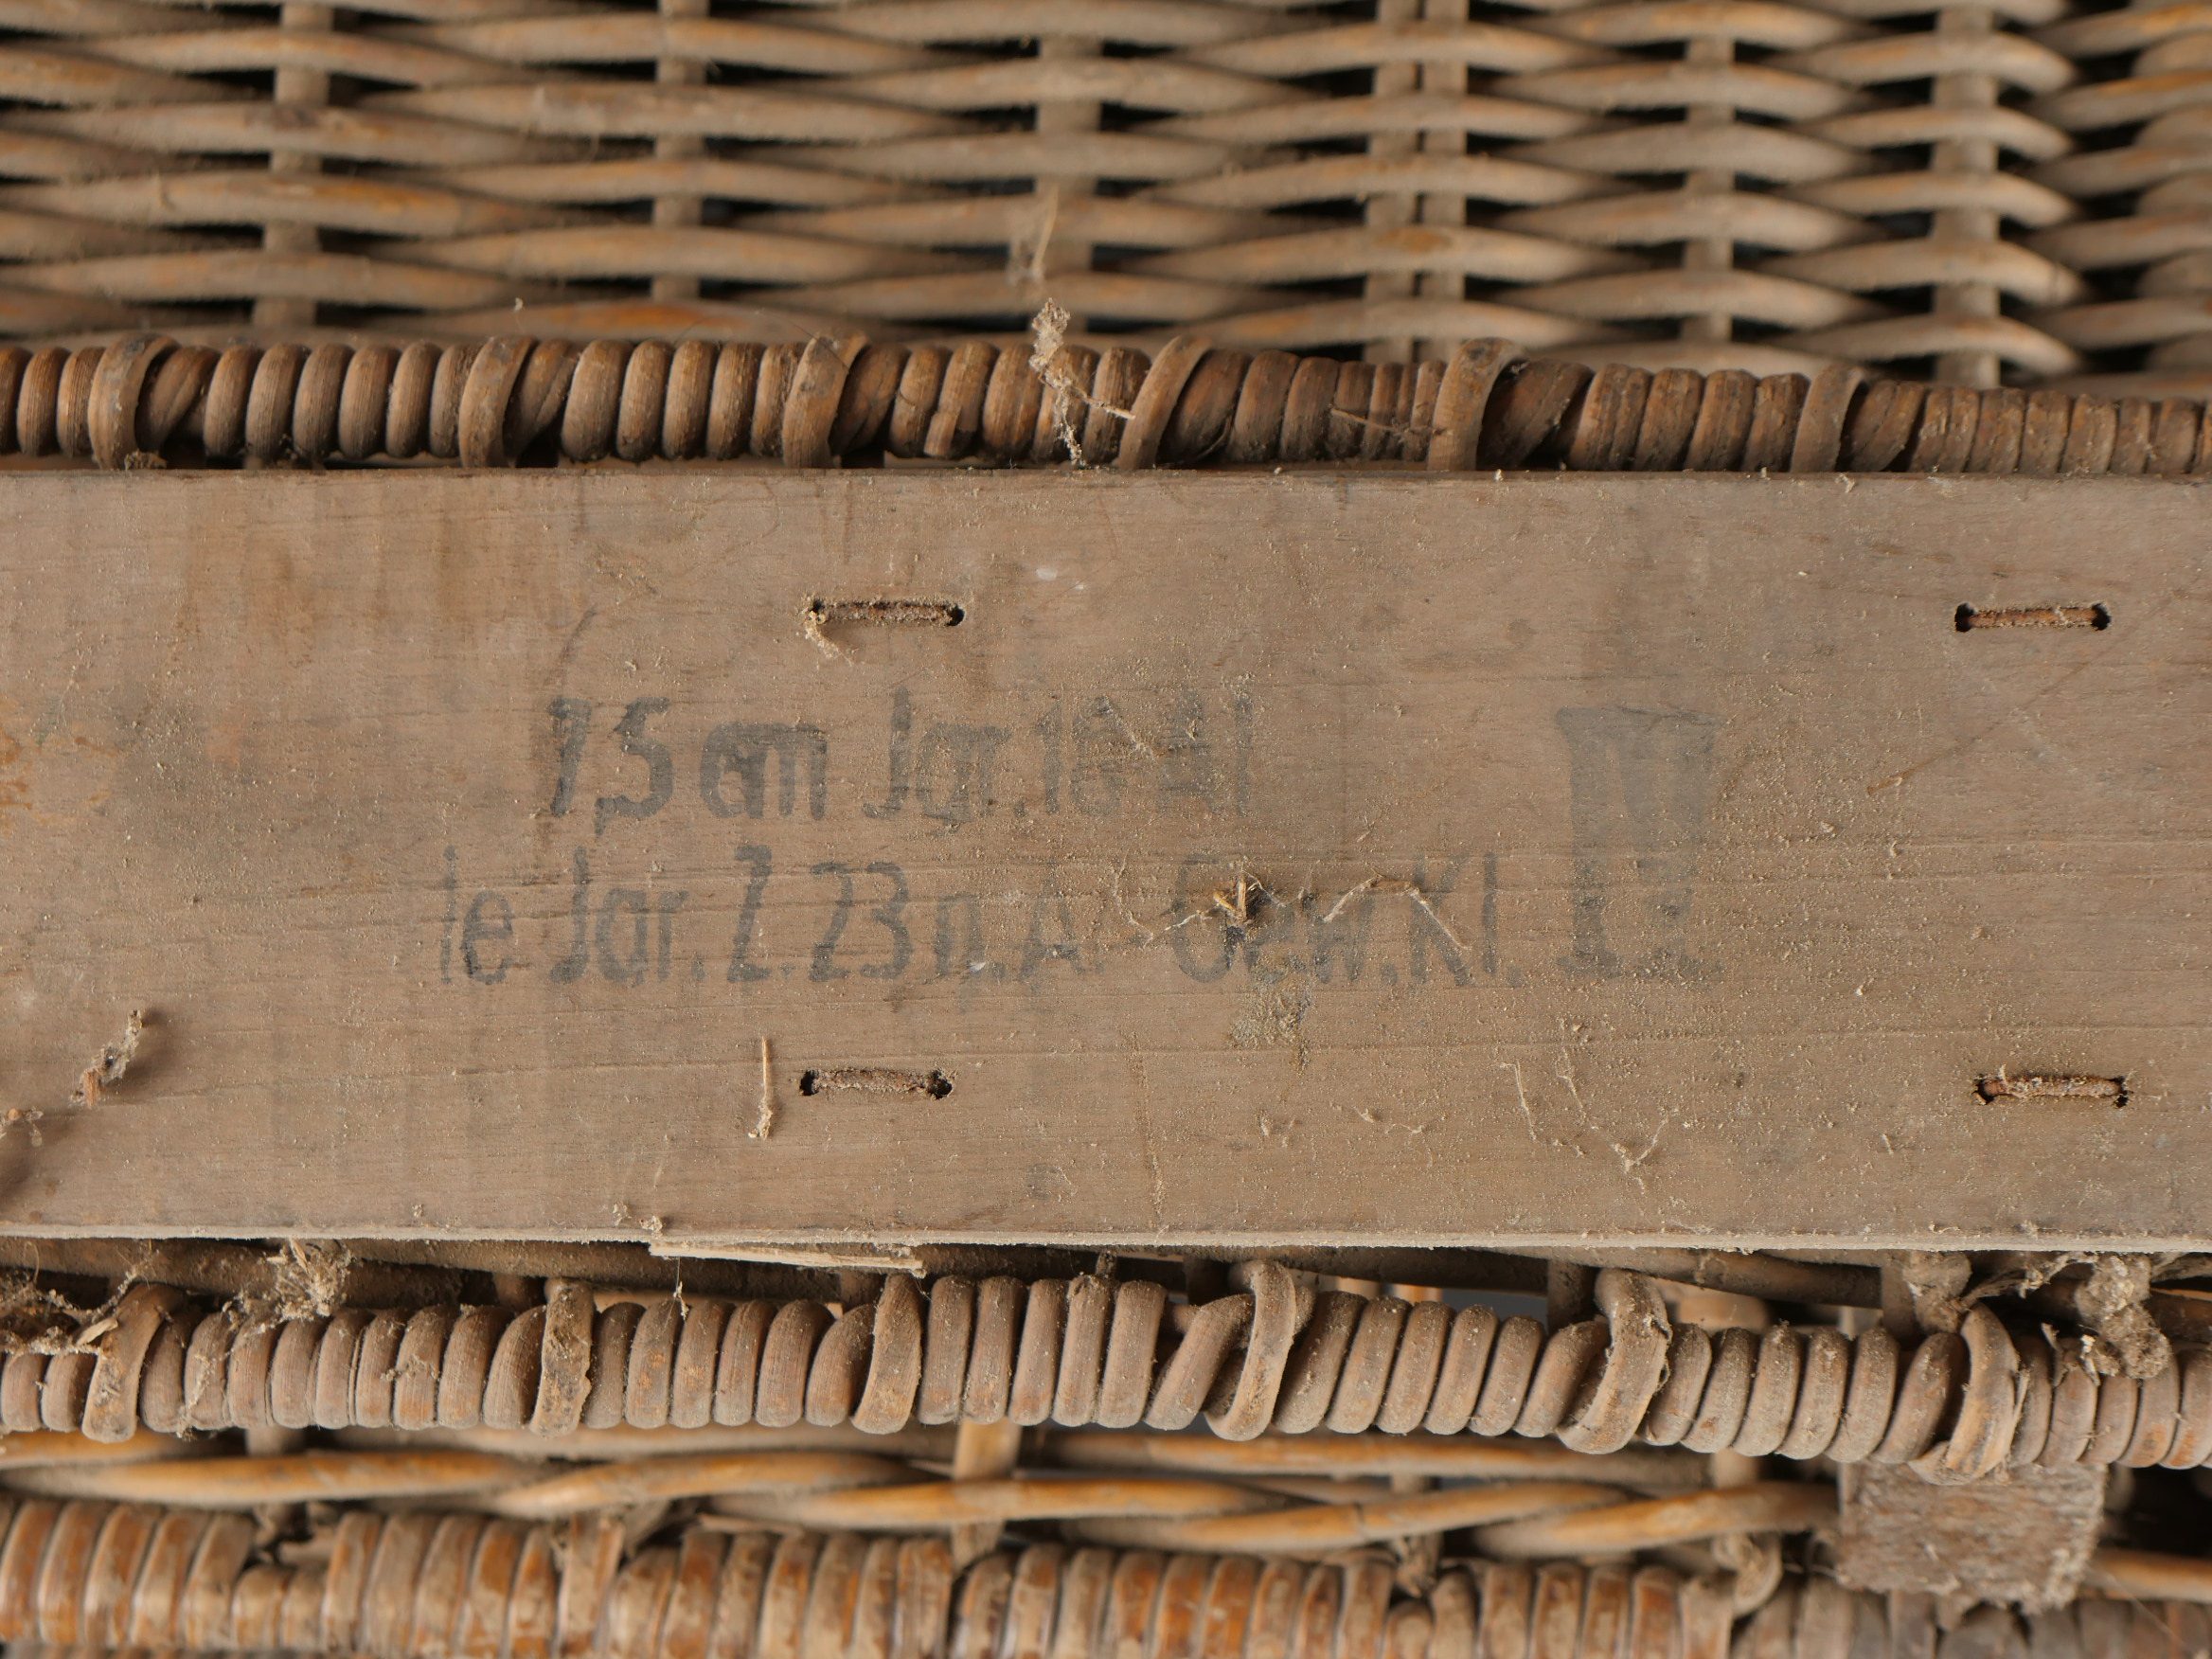 7,5 cm Jgr. 18 Al
le Jgr. Z. 23 n. A. Gew. Kl.